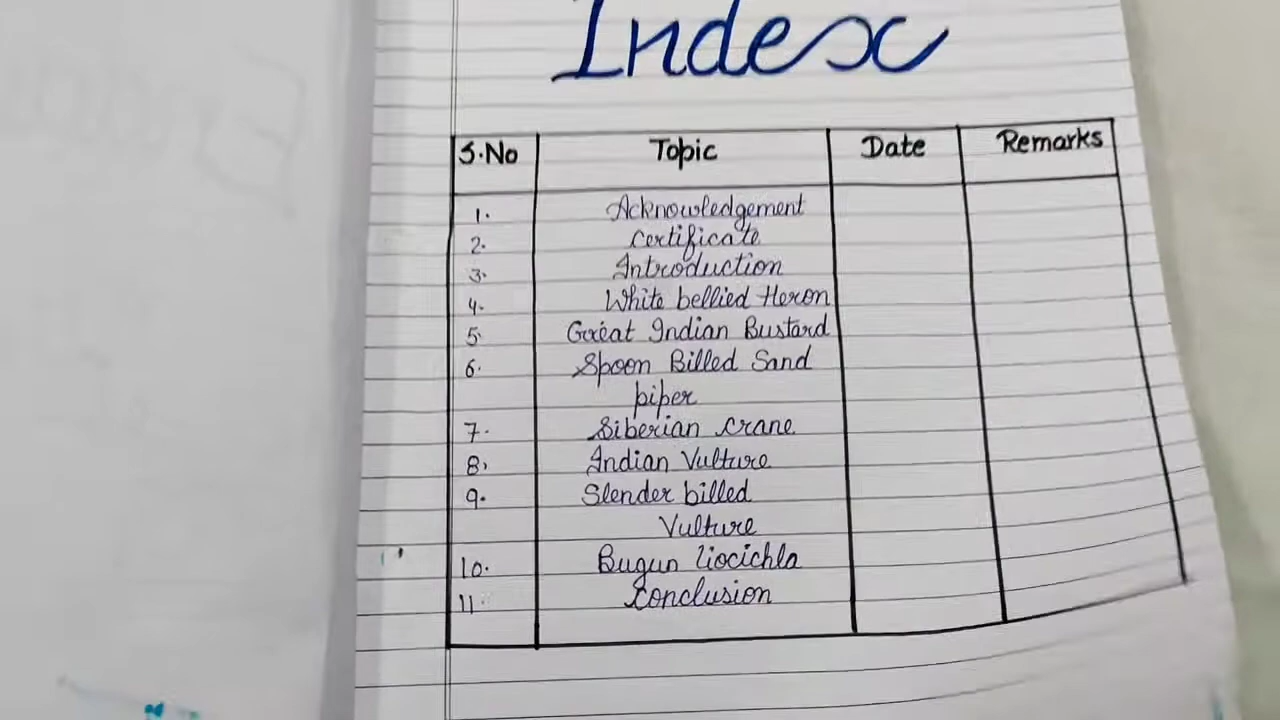 Index
S.No Topic Date Remarks
1. Acknowledgement
2. Certificate
3. Introduction
4. White bellied Heron
5. Great Indian Bustard
6. Spoon Billed Sand
piper
7. Siberian crane
8. Indian Vulture
9. Slender billed
Vulture
10. Bugun liocichla
11. Conclusion